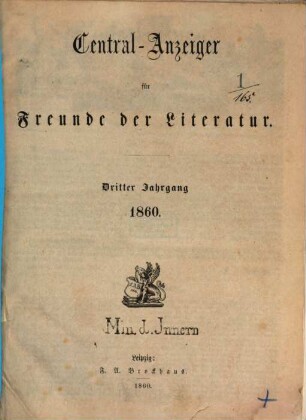 Central-Anzeiger
für
1
165.
Freunde der Literatur.
Dritter Jahrgang
1860.
Min. d. Innern
Leipzig:
F. A. Brockhaus
1860.
+